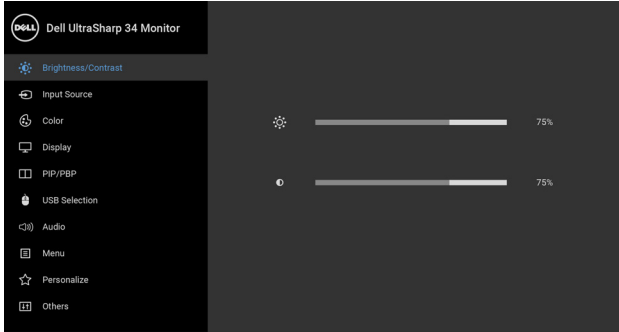 DELL
Dell UltraSharp 34 Monitor
Brightness/Contrast
Input Source
Color
75%
Display
PIP/PBP
75%
USB Selection
Audio
Menu
Personalize
Others